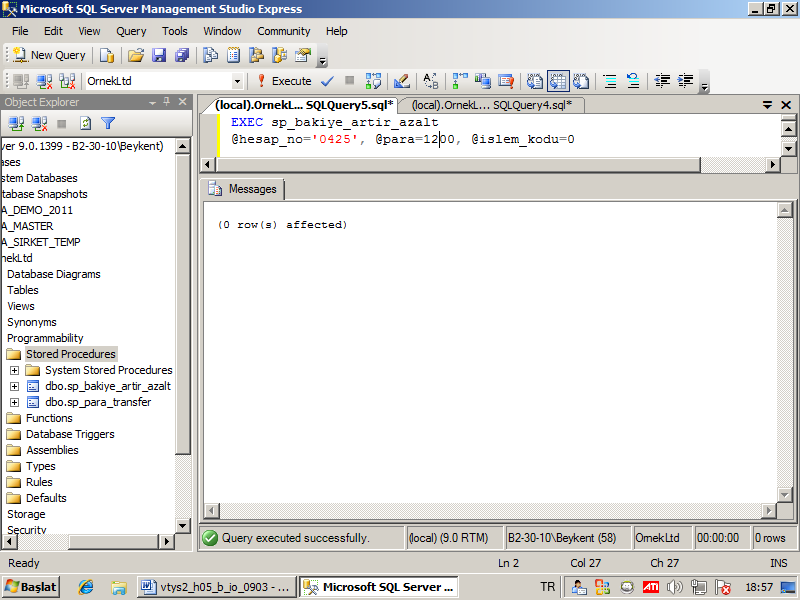 Microsoft SQL Server Management Studio Express
File Edit View Query Tools Window Community Help
New Query
OrnekLtd Execute
Object Explorer
(local).OrnekL... SQLQuery5.sql* (local).OrnekL... SQLQuery4.sql*
EXEC sp_bakiye_artir_azalt
@hesap_no='0425', @para=1200, @islem_kodu=0
Messages
(0 row(s) affected)
ver 9.0.1399 - B2-30-10\Beykent)
ases
stem Databases
tabase Snapshots
A_DEMO_2011
A_MASTER
A_SIRKET_TEMP
nekLtd
Database Diagrams
Tables
Views
Synonyms
Programmability
Stored Procedures
System Stored Procedures
dbo.sp_bakiye_artir_azalt
dbo.sp_para_transfer
Functions
Database Triggers
Assemblies
Types
Rules
Defaults
Storage
Security
Query executed successfully. (local) (9.0 RTM) B2-30-10\Beykent (58) OrnekLtd 00:00:00 0 rows
Ready Ln 2 Col 27 Ch 27 INS
Başlat vtys2_h05_b_io_0903 - ... Microsoft SQL Server ... TR ATI 18:57